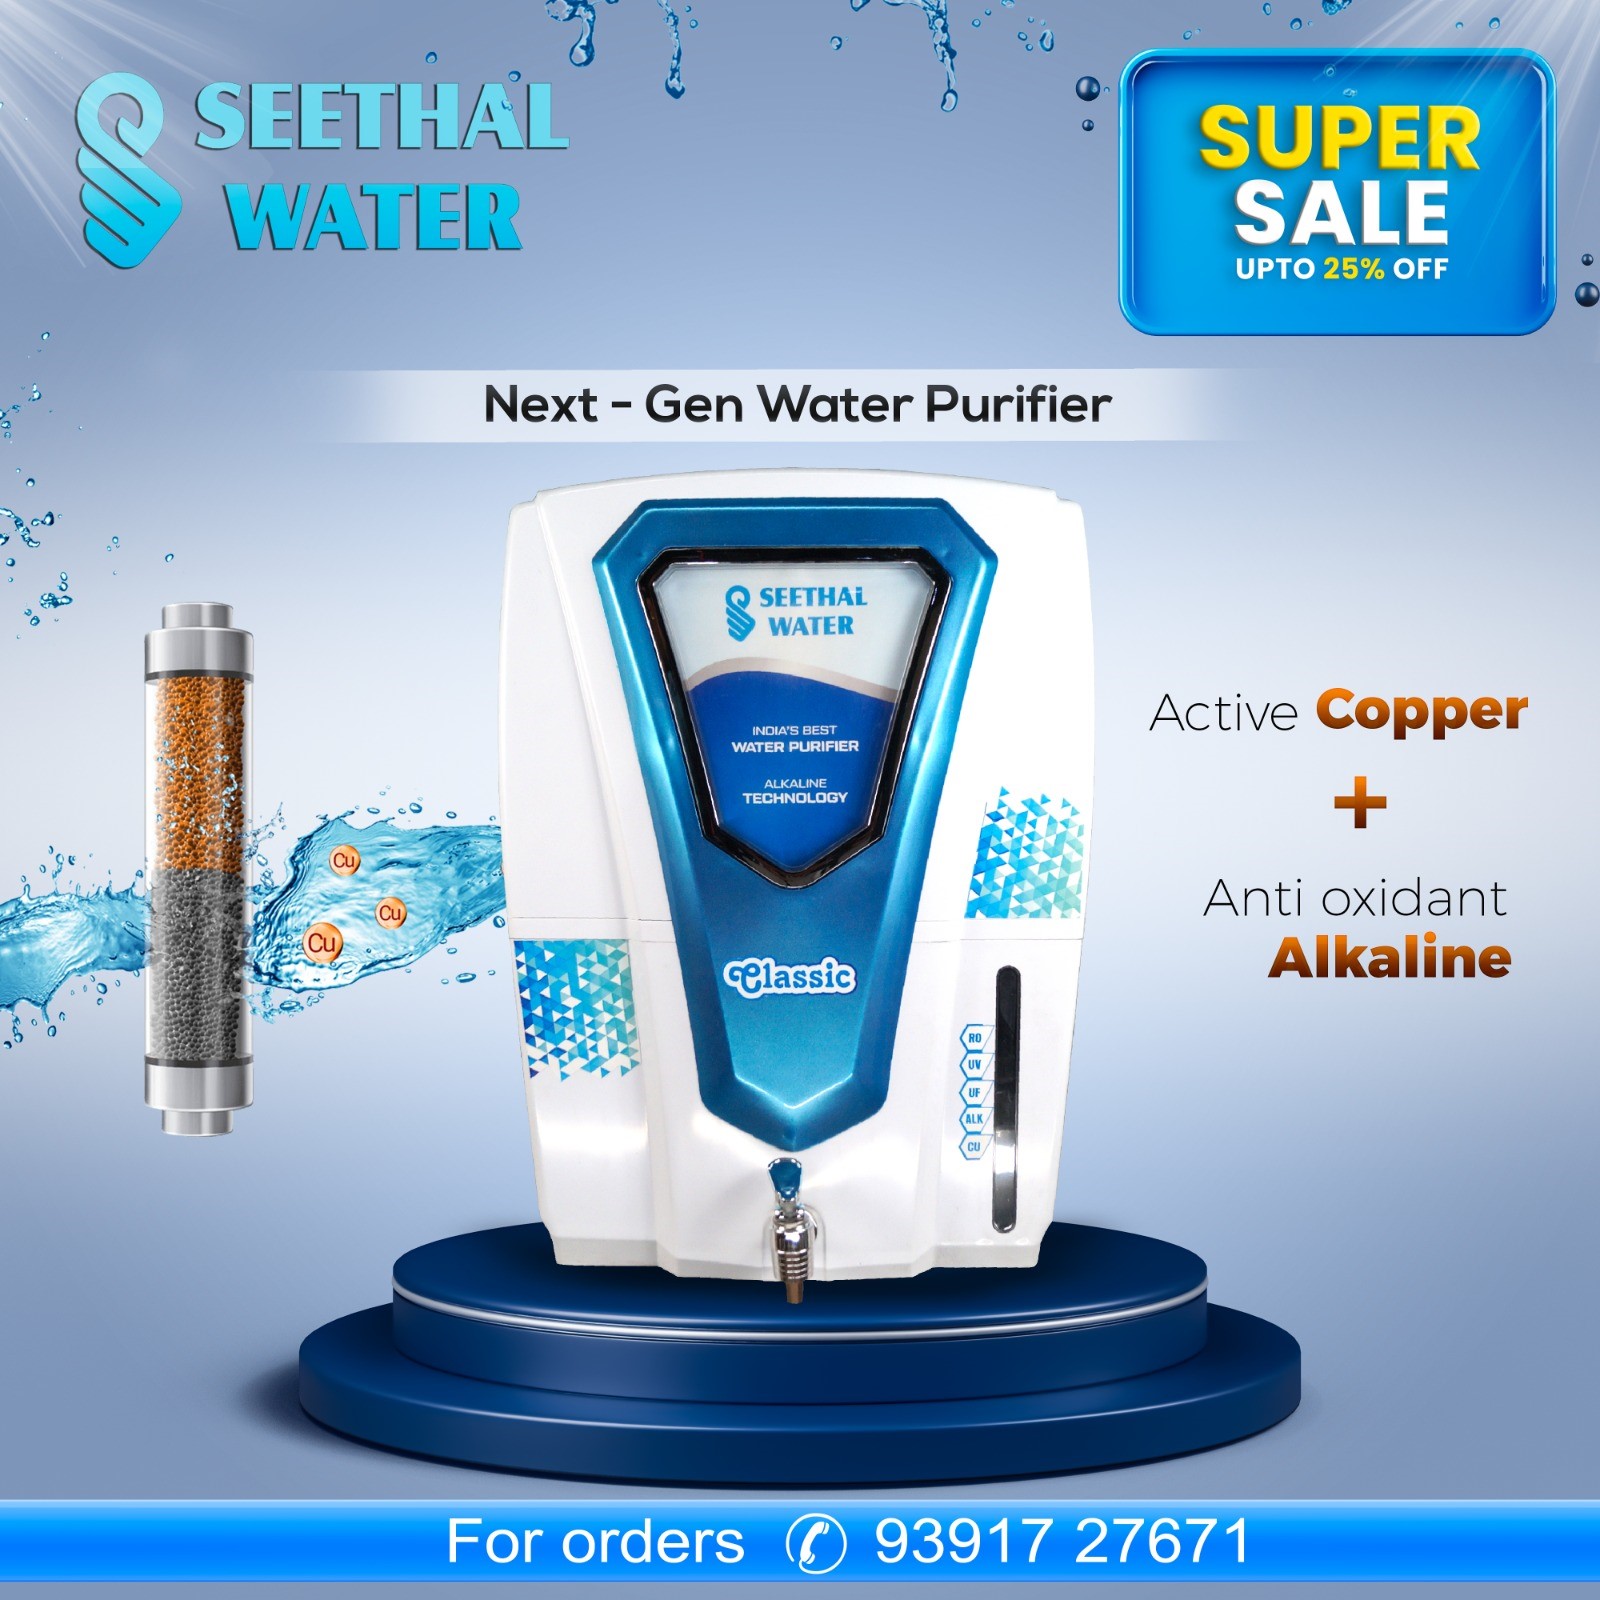 SEETHAL
WATER
SUPER
SALE
UPTO 25% OFF
Next - Gen Water Purifier
SEETHAL
WATER
INDIA'S BEST
WATER PURIFIER
ALKALINE
TECHNOLOGY
Classic
RO
UV
UF
ALK
CU
Cu
Cu
Cu
Active Copper
+
Anti oxidant
Alkaline
For orders 93917 27671